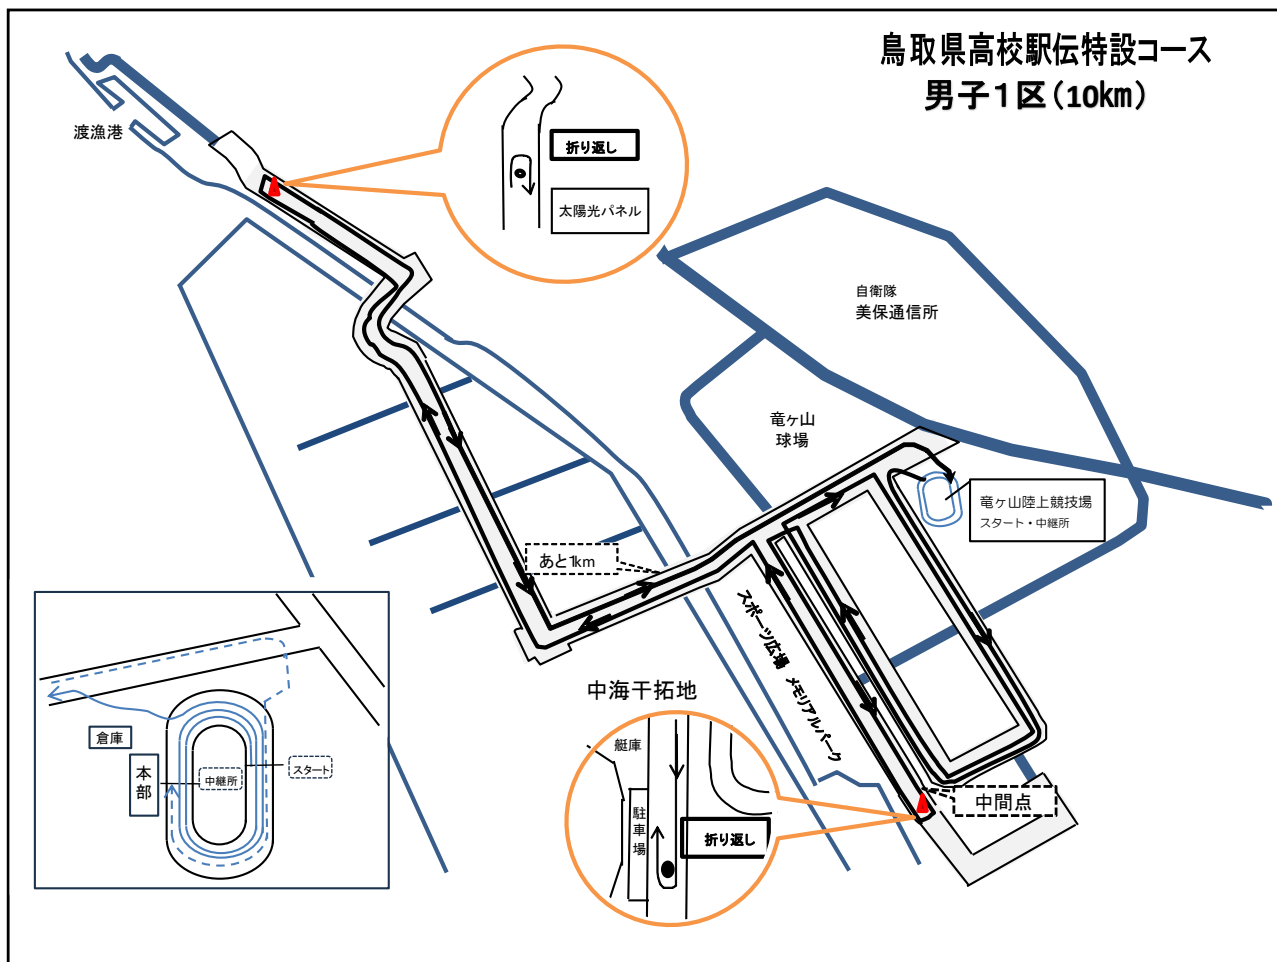 鳥取県高校駅伝特設コース
男子１区（10km）
渡漁港
折り返し
太陽光パネル
自衛隊
美保通信所
竜ヶ山
球場
竜ヶ山陸上競技場
スタート・中継所
あと1km
スポーツ広場　メモリアルパーク
中海干拓地
倉庫
本部
中継所
スタート
艇庫
駐車場
折り返し
中間点